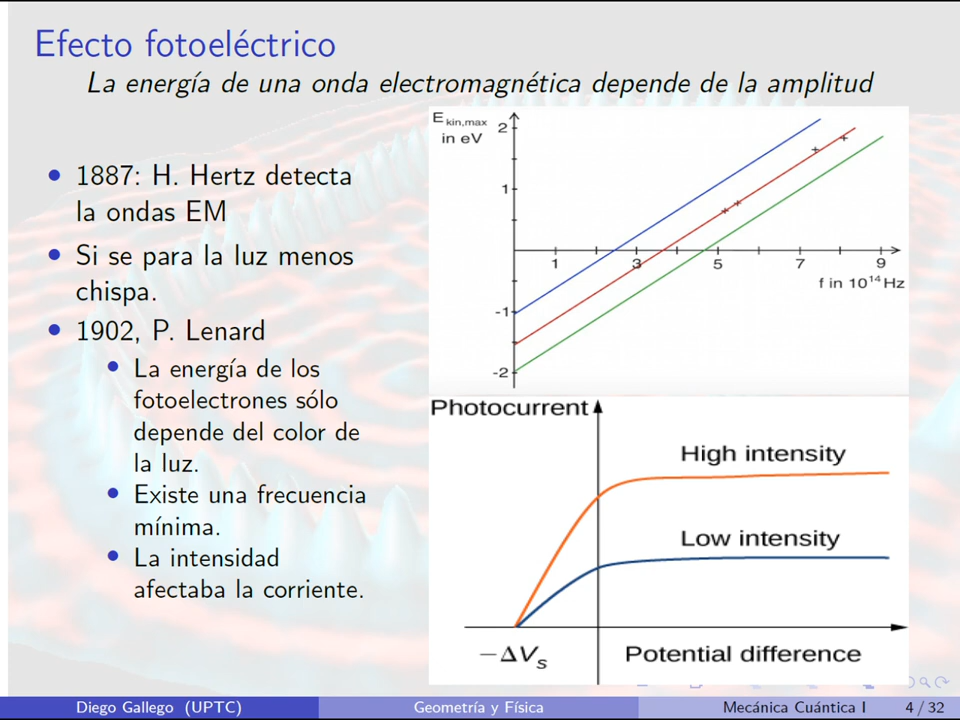 Efecto fotoeléctrico
La energía de una onda electromagnética depende de la amplitud
1887: H. Hertz detecta
la ondas EM
Si se para la luz menos
chispa.
1902, P. Lenard
La energía de los
fotoelectrones sólo
depende del color de
la luz.
Existe una frecuencia
mínima.
La intensidad
afectaba la corriente.
E kin,max
in eV
2
1
-1
-2
1 3 5 7 9
f in 10¹⁴ Hz
Photocurrent
High intensity
Low intensity
−ΔVs
Potential difference
Diego Gallego (UPTC) Geometría y Física Mecánica Cuántica I 4 / 32